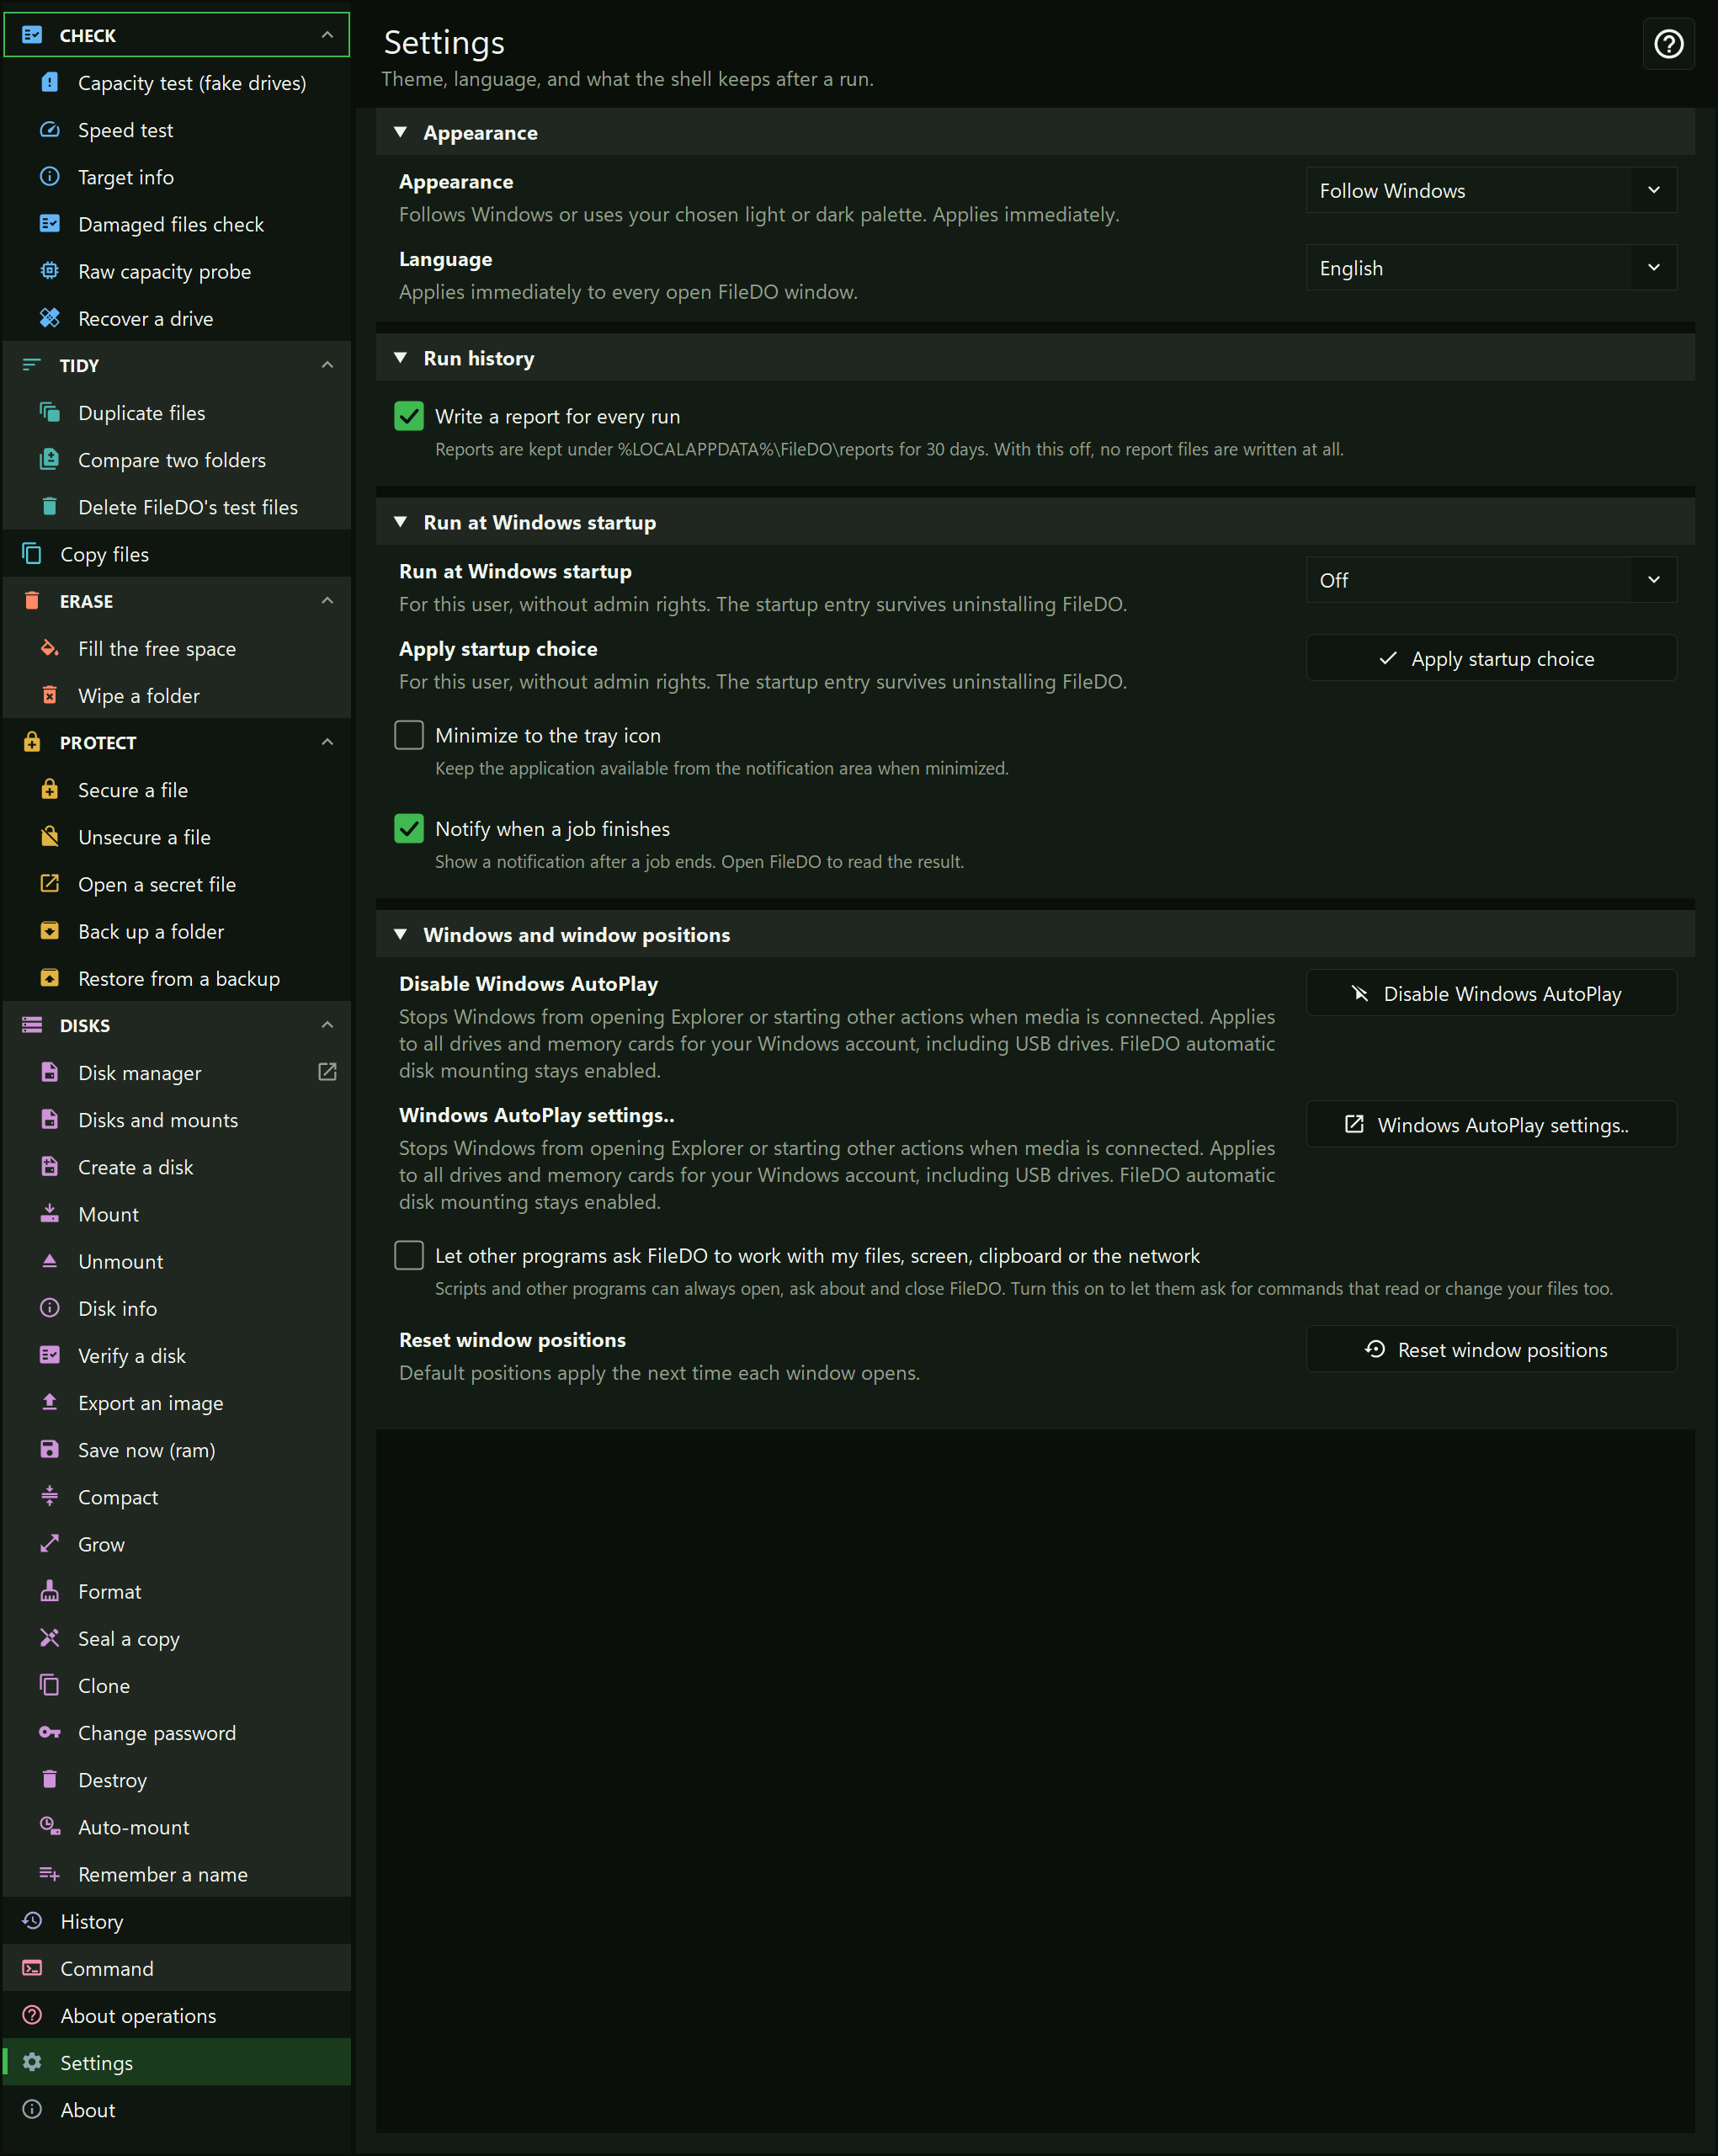 CHECK
Capacity test (fake drives)
Speed test
Target info
Damaged files check
Raw capacity probe
Recover a drive
TIDY
Duplicate files
Compare two folders
Delete FileDO's test files
Copy files
ERASE
Fill the free space
Wipe a folder
PROTECT
Secure a file
Unsecure a file
Open a secret file
Back up a folder
Restore from a backup
DISKS
Disk manager
Disks and mounts
Create a disk
Mount
Unmount
Disk info
Verify a disk
Export an image
Save now (ram)
Compact
Grow
Format
Seal a copy
Clone
Change password
Destroy
Auto-mount
Remember a name
History
Command
About operations
Settings
About
Settings
Theme, language, and what the shell keeps after a run.
Appearance
Appearance
Follows Windows or uses your chosen light or dark palette. Applies immediately.
Follow Windows
Language
Applies immediately to every open FileDO window.
English
Run history
Write a report for every run
Reports are kept under %LOCALAPPDATA%\FileDO\reports for 30 days. With this off, no report files are written at all.
Run at Windows startup
Run at Windows startup
For this user, without admin rights. The startup entry survives uninstalling FileDO.
Off
Apply startup choice
For this user, without admin rights. The startup entry survives uninstalling FileDO.
Apply startup choice
Minimize to the tray icon
Keep the application available from the notification area when minimized.
Notify when a job finishes
Show a notification after a job ends. Open FileDO to read the result.
Windows and window positions
Disable Windows AutoPlay
Stops Windows from opening Explorer or starting other actions when media is connected. Applies
to all drives and memory cards for your Windows account, including USB drives. FileDO automatic
disk mounting stays enabled.
Disable Windows AutoPlay
Windows AutoPlay settings..
Stops Windows from opening Explorer or starting other actions when media is connected. Applies
to all drives and memory cards for your Windows account, including USB drives. FileDO automatic
disk mounting stays enabled.
Windows AutoPlay settings..
Let other programs ask FileDO to work with my files, screen, clipboard or the network
Scripts and other programs can always open, ask about and close FileDO. Turn this on to let them ask for commands that read or change your files too.
Reset window positions
Default positions apply the next time each window opens.
Reset window positions